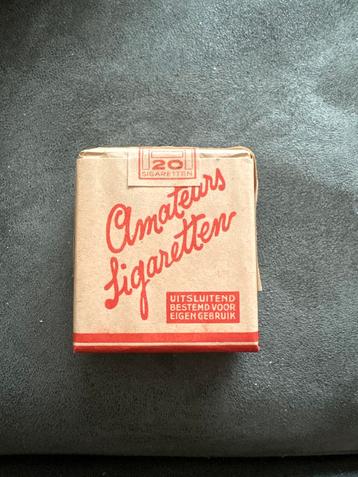 20
SIGARETTEN
Amateurs
Sigaretten
UITSLUITEND
BESTEMD VOOR
EIGEN GEBRUIK